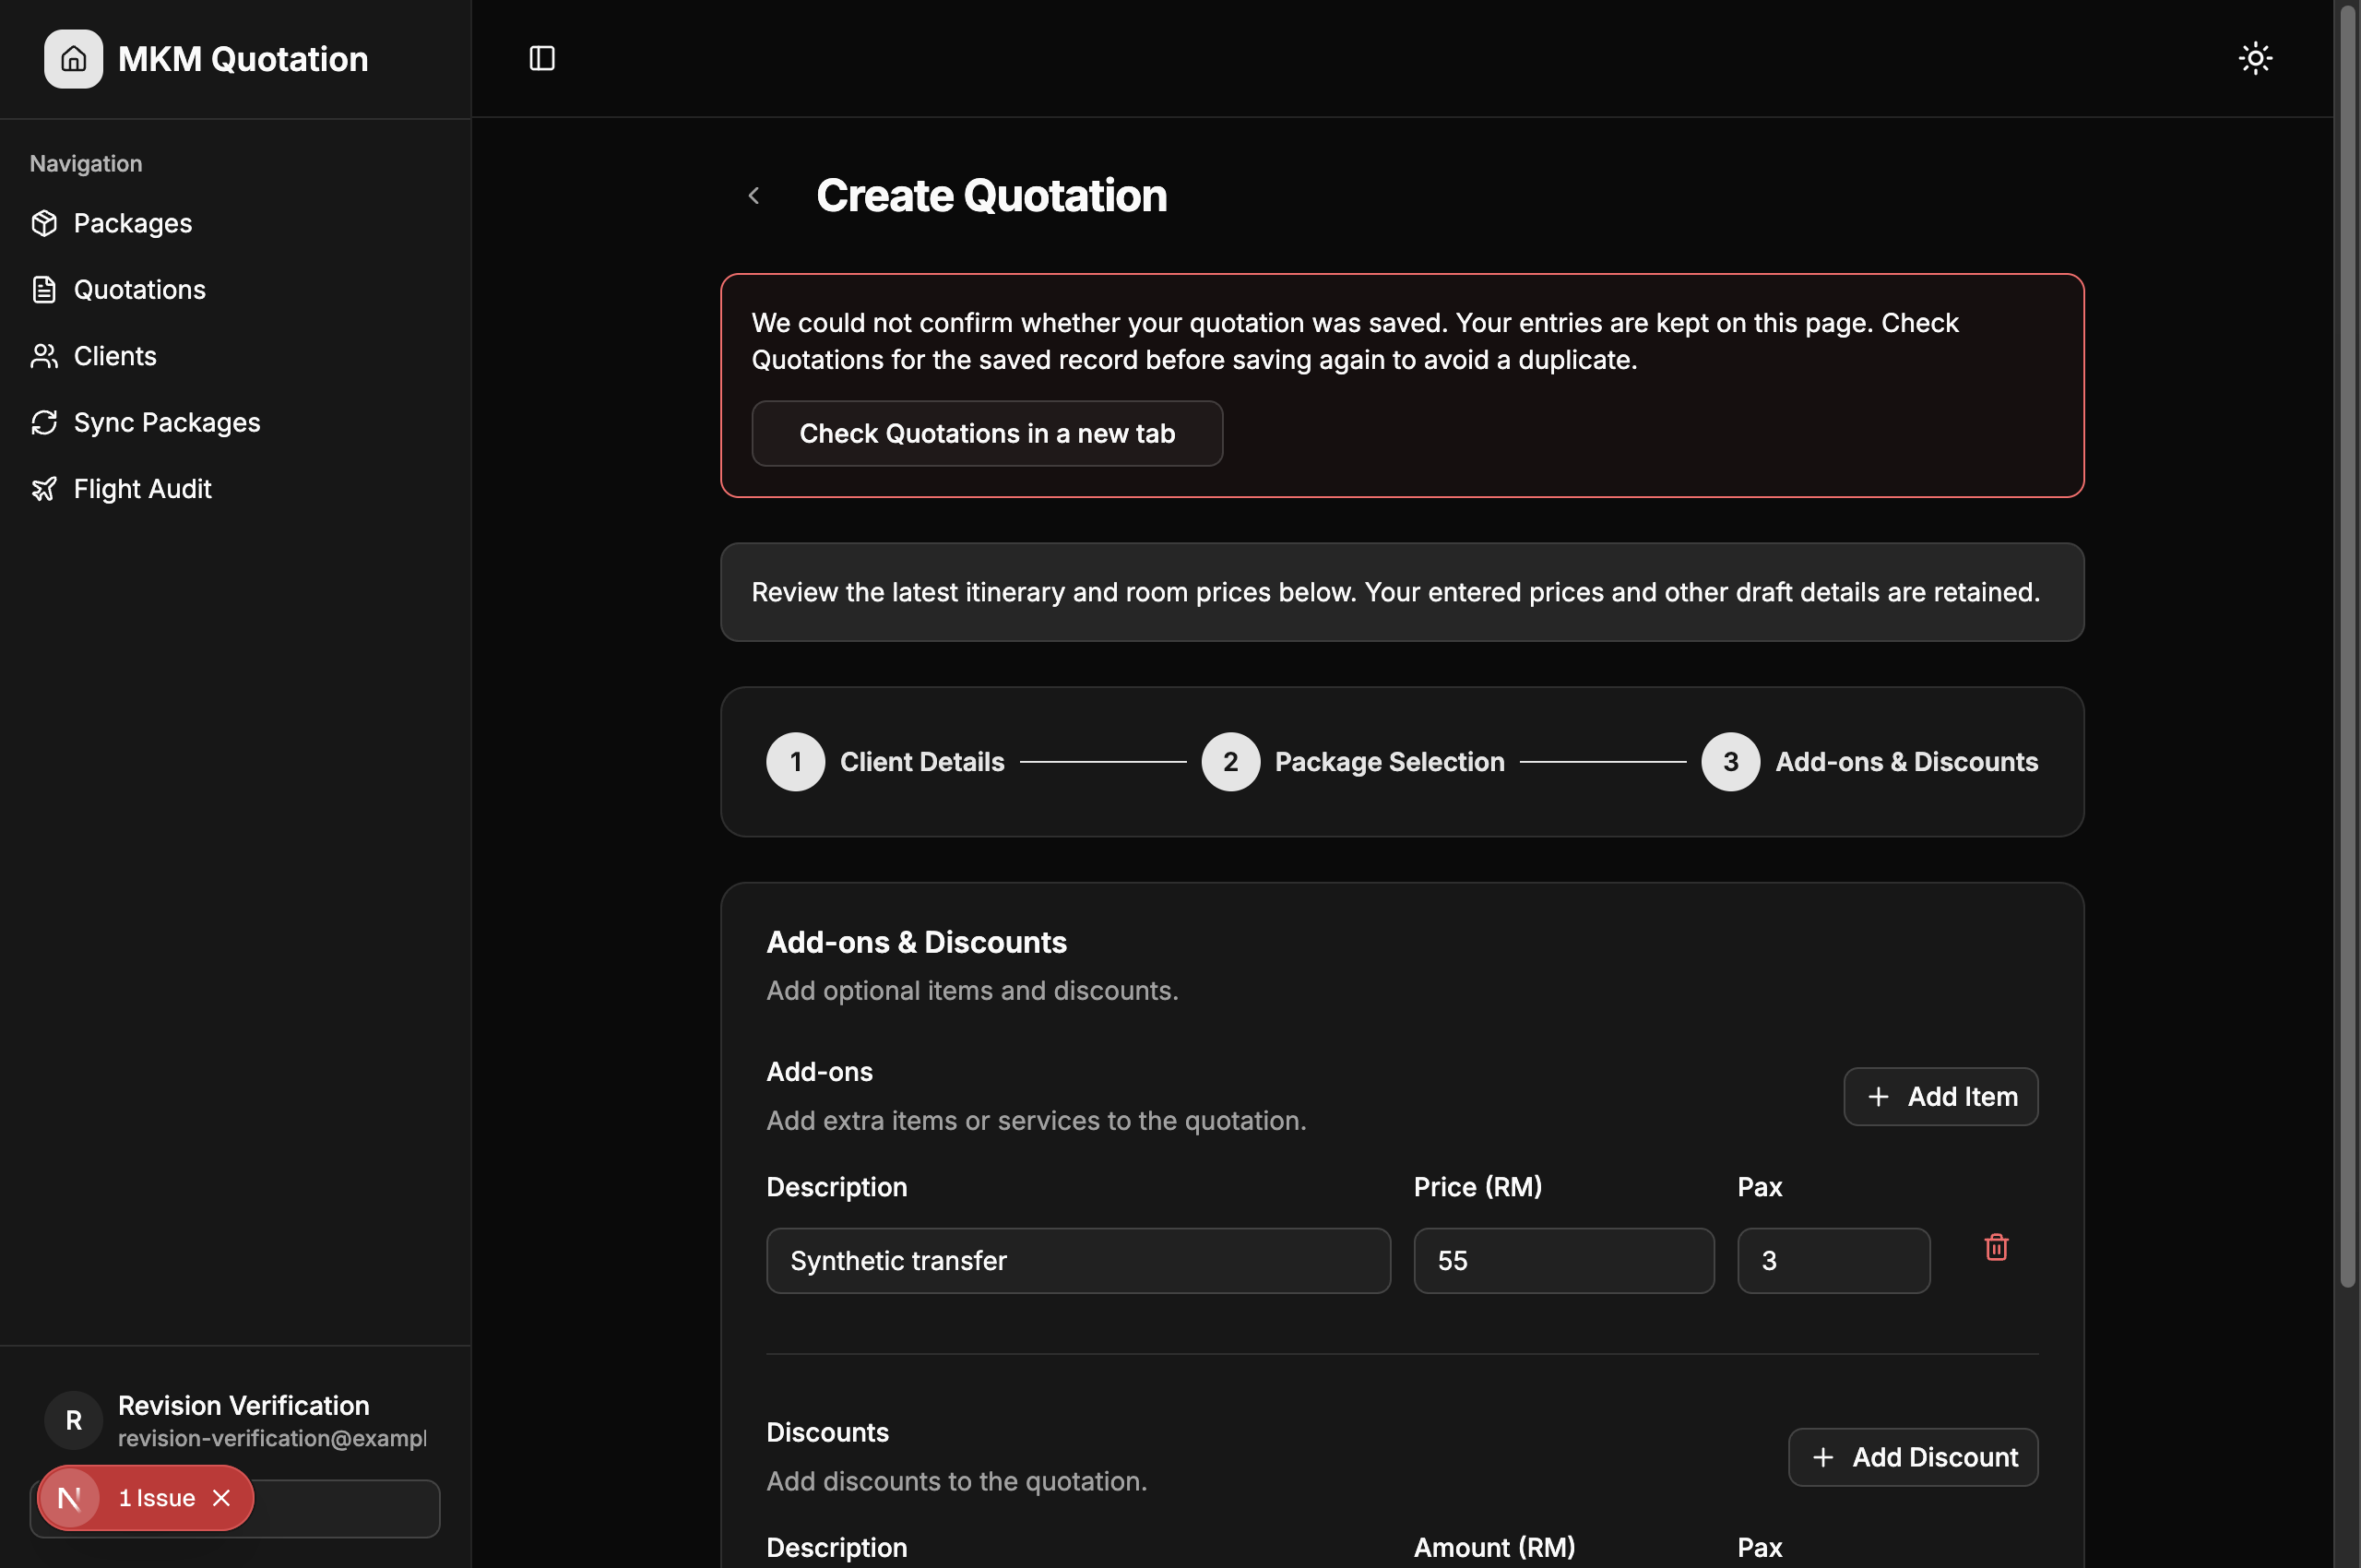 MKM Quotation
Navigation
Packages
Quotations
Clients
Sync Packages
Flight Audit
R
Revision Verification
revision-verification@exampl
1 Issue
Create Quotation
We could not confirm whether your quotation was saved. Your entries are kept on this page. Check
Quotations for the saved record before saving again to avoid a duplicate.
Check Quotations in a new tab
Review the latest itinerary and room prices below. Your entered prices and other draft details are retained.
1 Client Details
2 Package Selection
3 Add-ons & Discounts
Add-ons & Discounts
Add optional items and discounts.
Add-ons
Add extra items or services to the quotation.
Add Item
Description Price (RM) Pax
Synthetic transfer 55 3
Discounts
Add discounts to the quotation.
Add Discount
Description Amount (RM) Pax